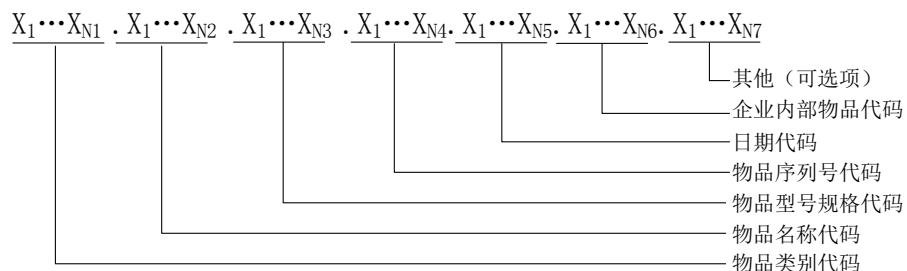 X₁···X_N1 . X₁···X_N2 . X₁···X_N3 . X₁···X_N4. X₁···X_N5. X₁···X_N6. X₁···X_N7
其他（可选项）
企业内部物品代码
日期代码
物品序列号代码
物品型号规格代码
物品名称代码
物品类别代码